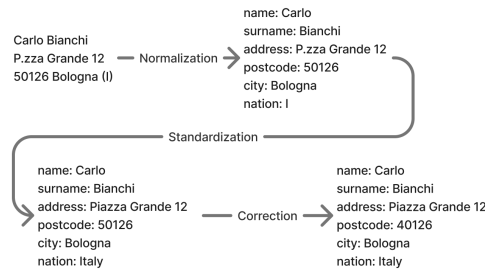 Carlo Bianchi
P.zza Grande 12
50126 Bologna (I)
Normalization
name: Carlo
surname: Bianchi
address: P.zza Grande 12
postcode: 50126
city: Bologna
nation: I
Standardization
name: Carlo
surname: Bianchi
address: Piazza Grande 12
postcode: 50126
city: Bologna
nation: Italy
Correction
name: Carlo
surname: Bianchi
address: Piazza Grande 12
postcode: 40126
city: Bologna
nation: Italy